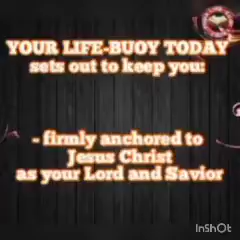 YOUR LIFE-BUOY TODAY
sets out to keep you:
- firmly anchored to
Jesus Christ
as your Lord and Savior
InShOt